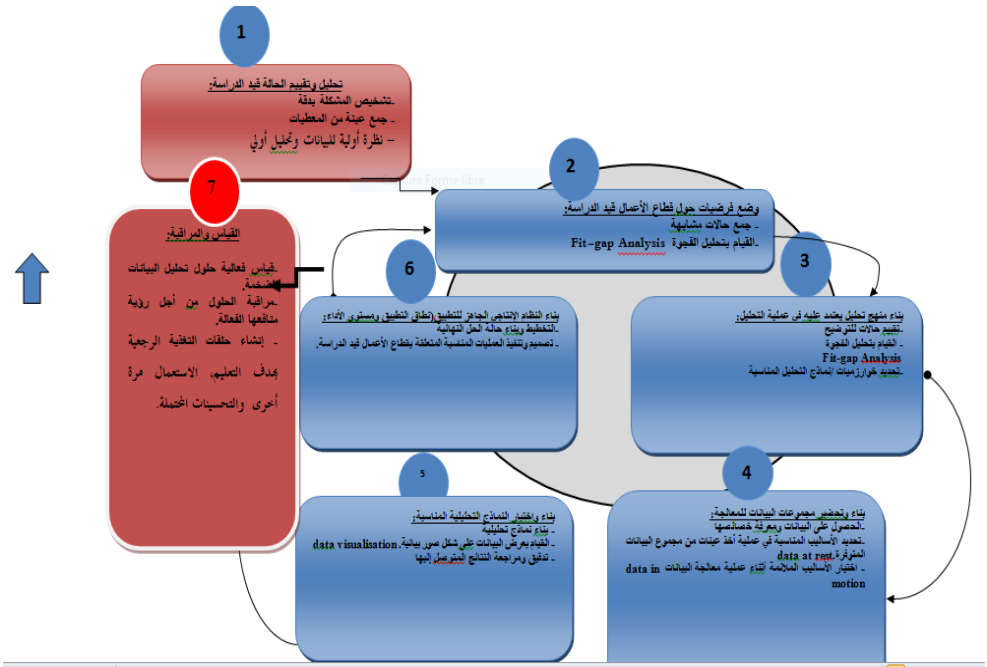 1
تحليل وتقييم الحالة قيد الدراسة:
-تشخيص المشكلة بدقة
- جمع عينة من المعطيات
– نظرة أولية للبيانات وتحليل أولي
2
وضع فرضيات حول قطاع الأعمال قيد الدراسة:
- جمع حالات مشابهة
-القيام بتحليل الفجوة Fit-gap Analysis
3
بناء منهج تحليل يعتمد عليه في عملية التحليل:
-تقييم حالات للتوضيح
- القيام بتحليل الفجوة
Fit-gap Analysis
-تحديد خوارزميات /نماذج التحليل المناسبة
4
بناء وتحضير مجموعات البيانات للمعالجة:
-الحصول على البيانات ومعرفة خصائصها
-تحديد الأساليب المناسبة في عملية أخذ عينات من مجموع البيانات
المتوفرة.data at rest
- اختيار الأساليب الملائمة أثناء عملية معالجة البيانات data in
motion
5
بناء واختبار النماذج التحليلية المناسبة:
- بناء نماذج تحليلية
- القيام بعرض البيانات على شكل صور بيانية.data visualisation
- تدقيق ومراجعة النتائج المتوصل إليها
6
بناء النظام الإنتاجي الجاهز للتطبيق(نطاق التطبيق ومستوى الأداء:
-التخطيط وبناء حالة الحل النهائية
- تصميم وتنفيذ العمليات المناسبة المتعلقة بقطاع الأعمال قيد الدراسة.
7
القياس والمراقبة:
-قياس فعالية حلول تحليل البيانات
الضخمة.
-مراقبة الحلول من أجل رؤية
منافعها الفعالة.
- إنشاء حلقات التغذية الرجعية
بهدف التعليم، الاستعمال مرة
أخرى والتحسينات المحتملة.
Capture Forme libre